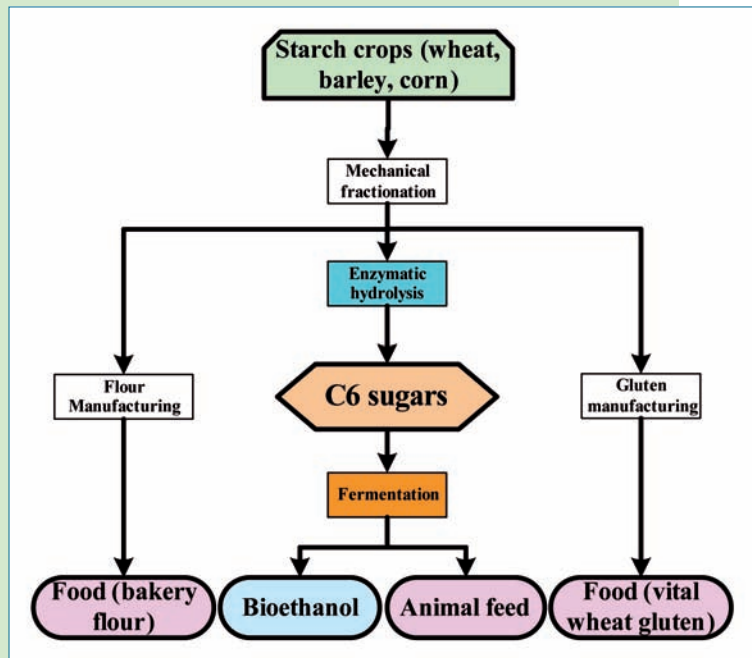 Starch crops (wheat,
barley, corn)
Mechanical
fractionation
Enzymatic
hydrolysis
Flour
Manufacturing
C6 sugars
Gluten
manufacturing
Fermentation
Food (bakery
flour)
Bioethanol
Animal feed
Food (vital
wheat gluten)